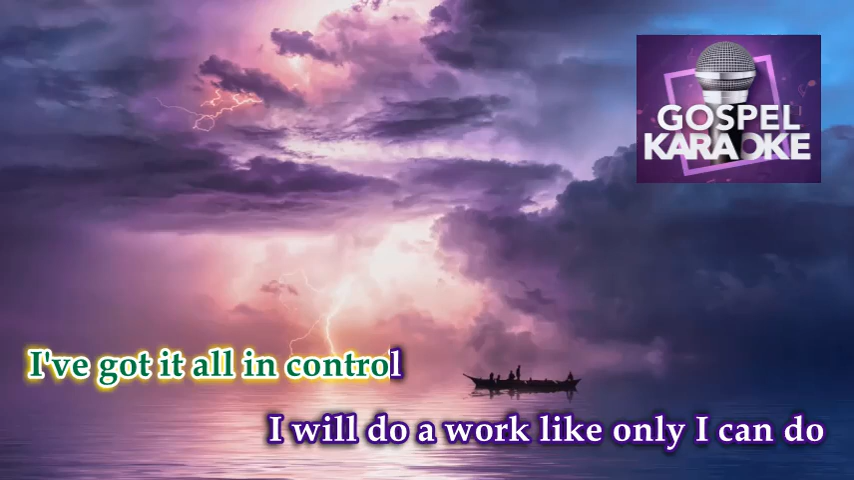 GOSPEL
KARAOKE
I've got it all in control
I will do a work like only I can do